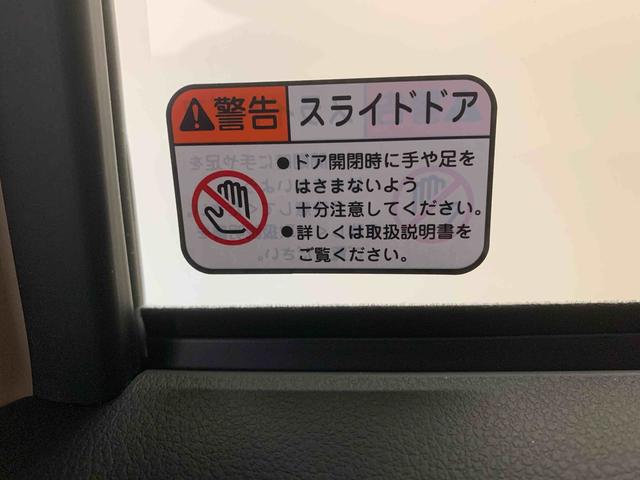 警告 スライドドア
●ドア開閉時に手や足を
はさまないよう
十分注意してください。
●詳しくは取扱説明書を
ご覧ください。